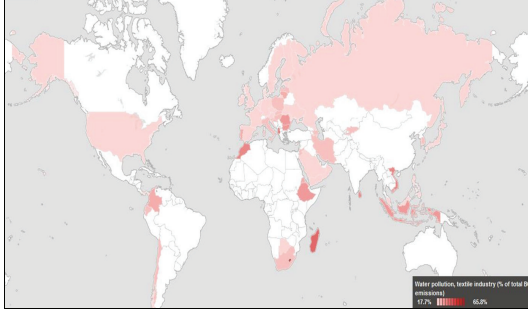 Water pollution, textile industry (% of total B
emissions)
17.7% 65.8%